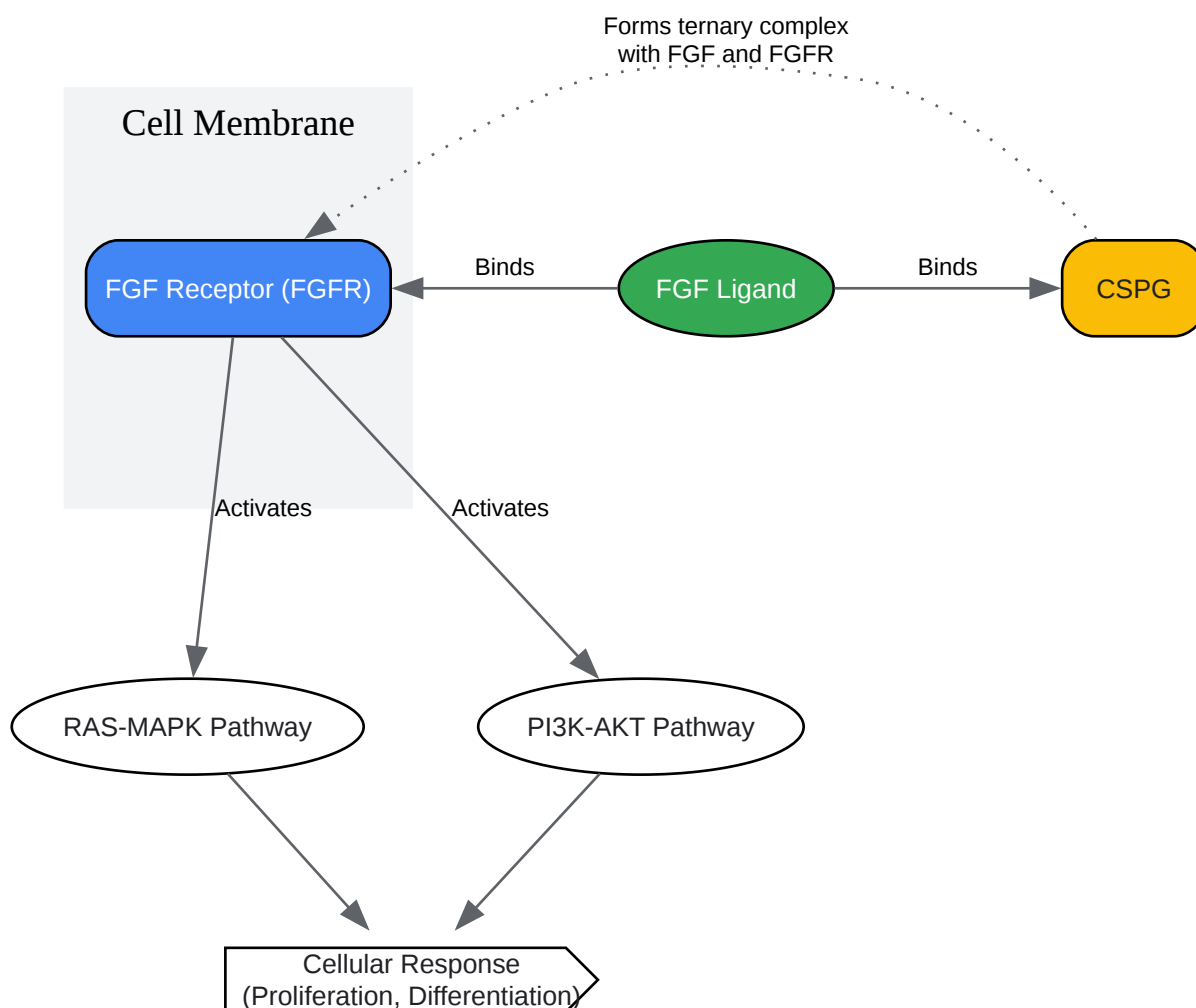 Forms ternary complex
with FGF and FGFR
Cell Membrane
FGF Receptor (FGFR)
Binds
FGF Ligand
Binds
CSPG
Activates
Activates
RAS-MAPK Pathway
PI3K-AKT Pathway
Cellular Response
(Proliferation, Differentiation)